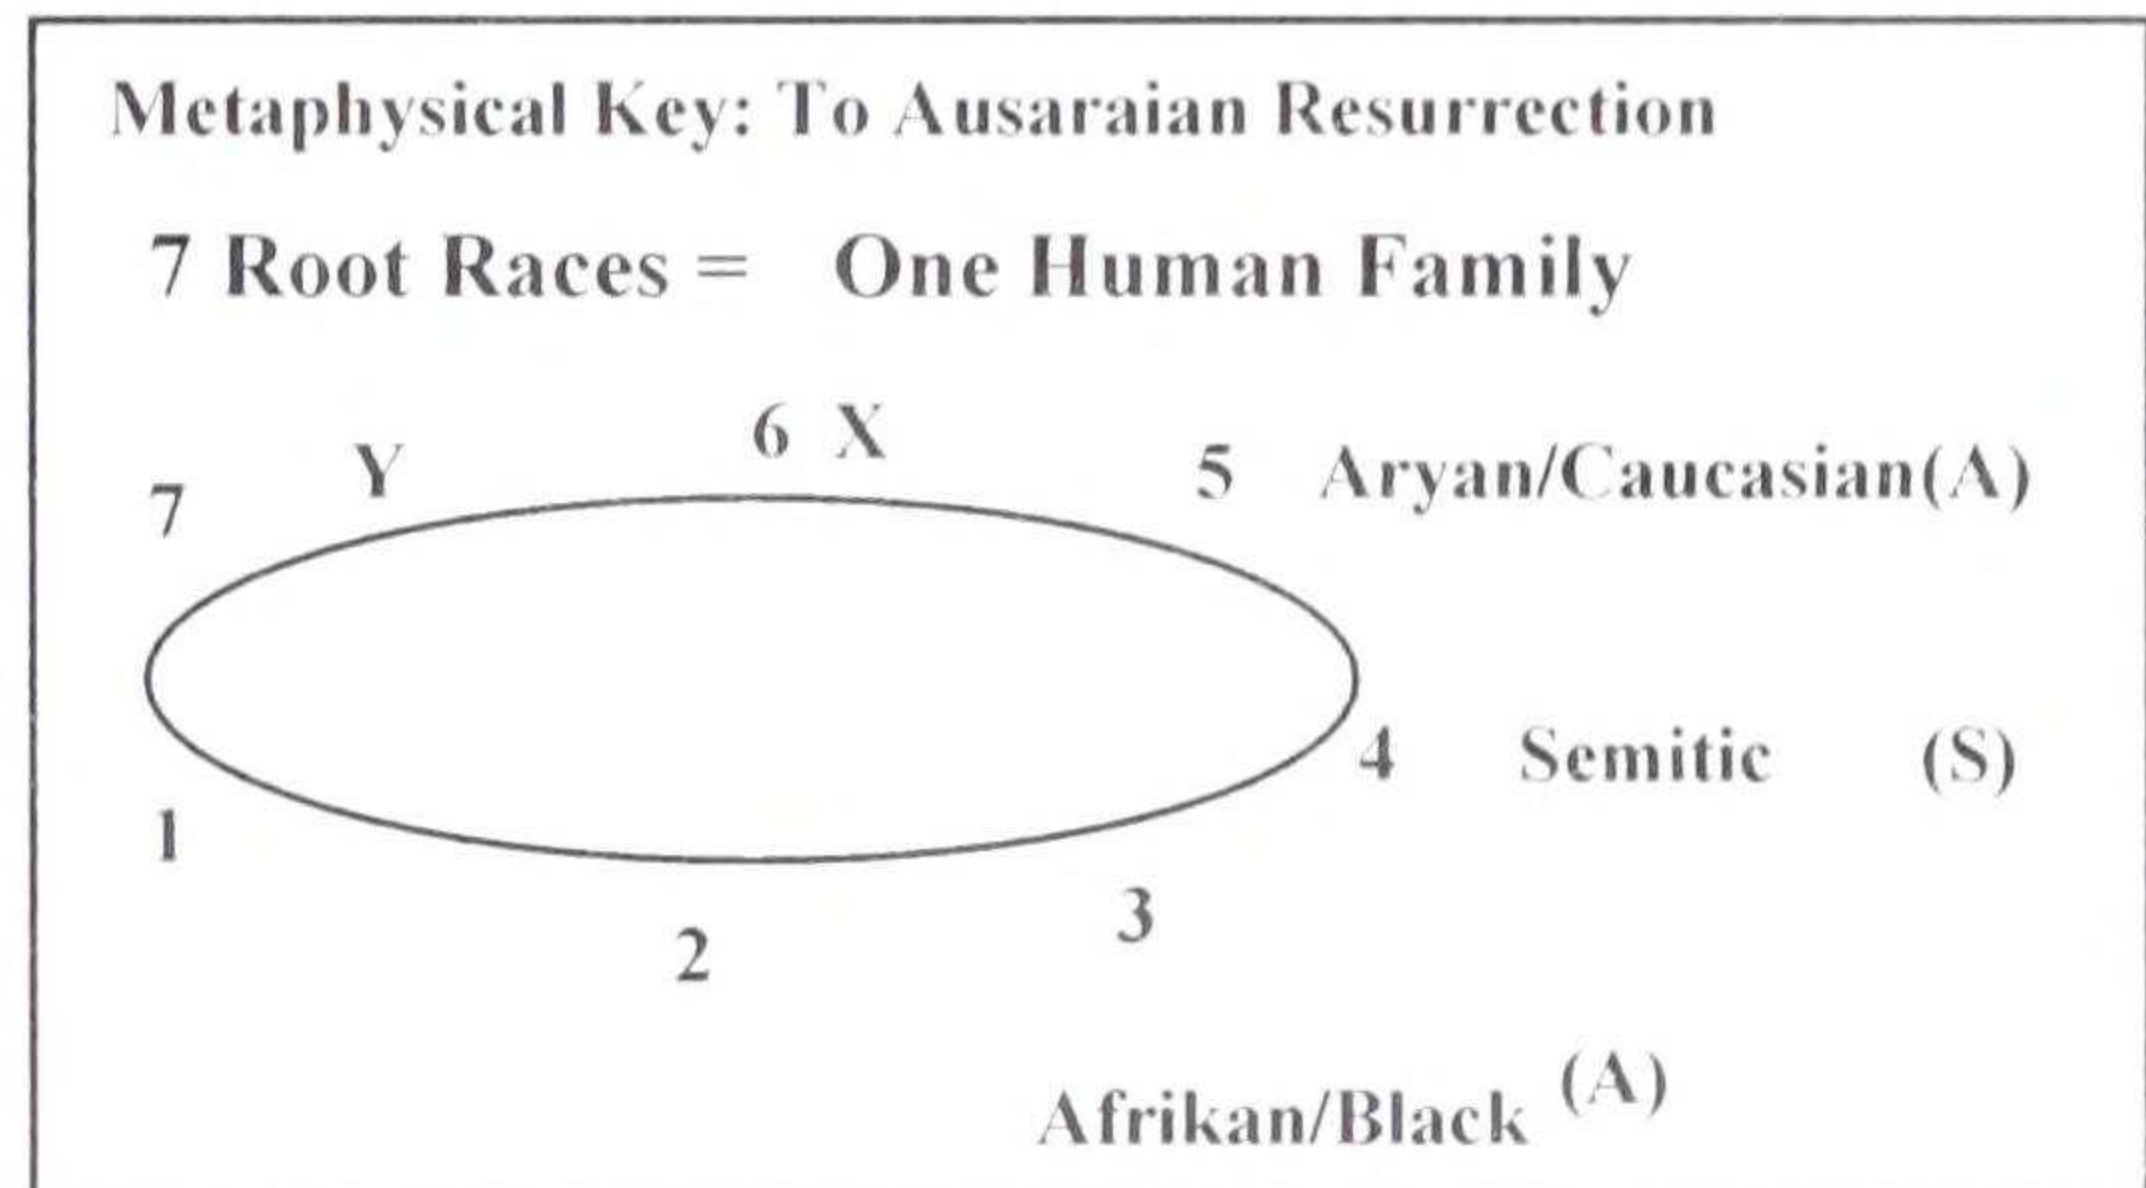 Metaphysical Key: To Ausaraian Resurrection
7 Root Races = One Human Family
7 Y 6 X 5 Aryan/Caucasian(A)
4 Semitic (S)
1
2 3
Afrikan/Black (A)